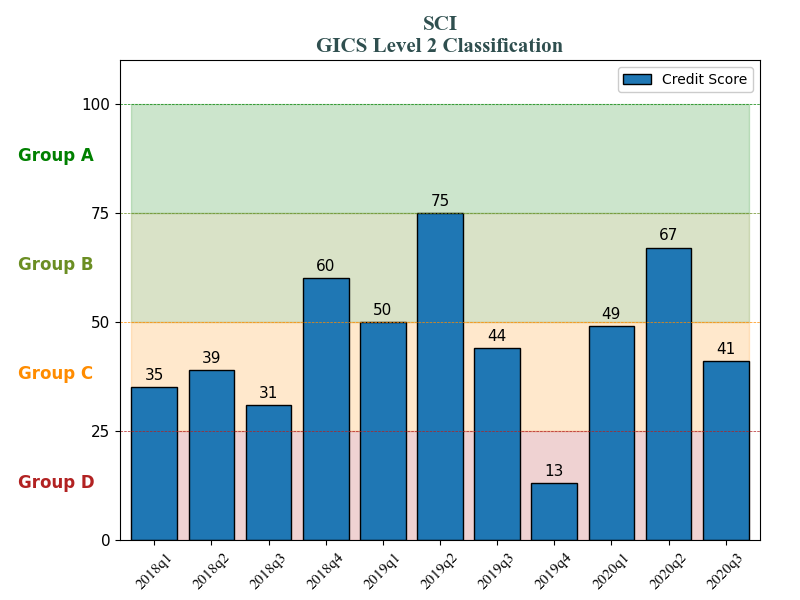 SCI
GICS Level 2 Classification
Credit Score
100
Group A
75
75
67
Group B
60
50
50
49
44
41
39
Group C
35
31
25
13
Group D
0
2018q1 2018q2 2018q3 2018q4 2019q1 2019q2 2019q3 2019q4 2020q1 2020q2 2020q3